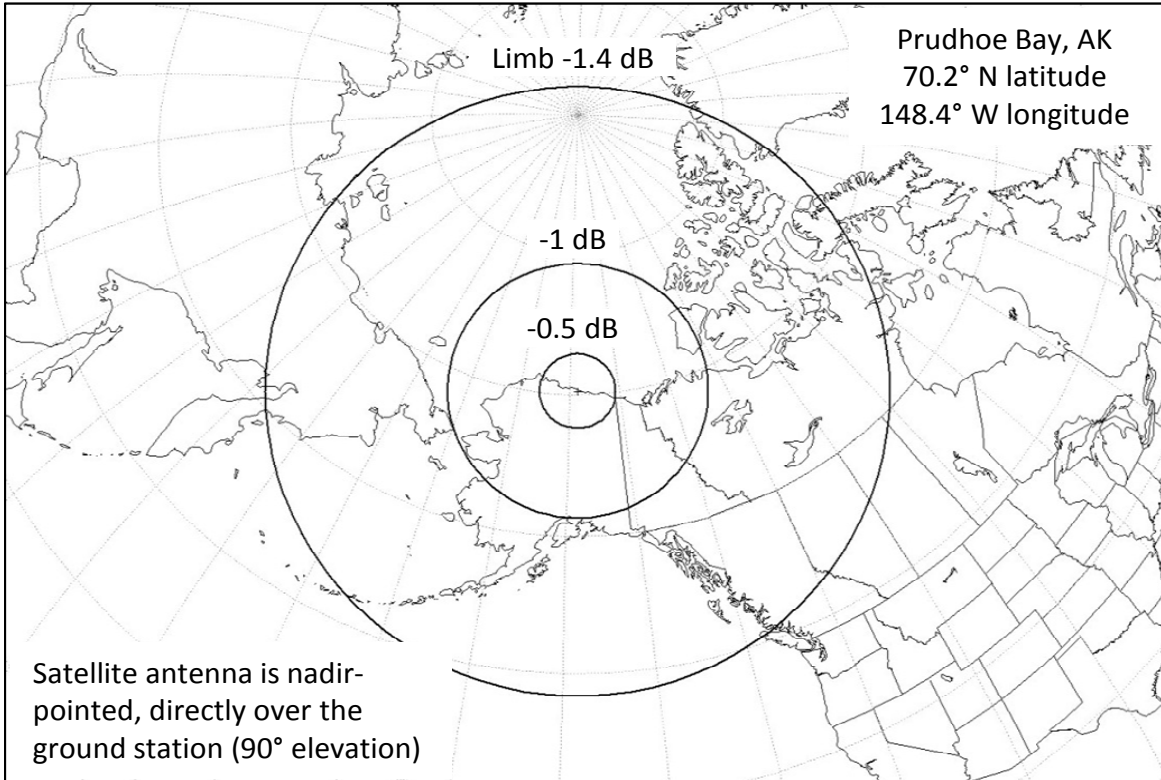 Limb -1.4 dB
Prudhoe Bay, AK
70.2° N latitude
148.4° W longitude
-1 dB
-0.5 dB
Satellite antenna is nadir-
pointed, directly over the
ground station (90° elevation)